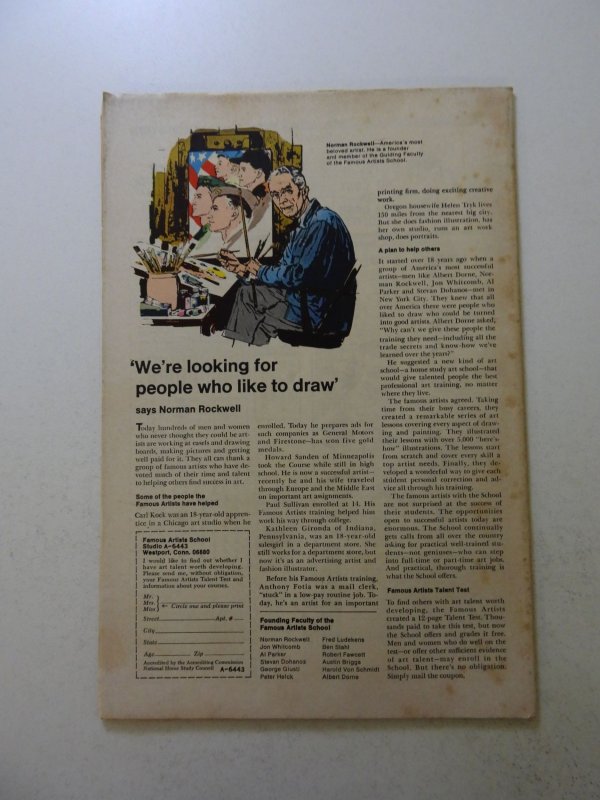 Norman Rockwell—America's most
beloved artist. He is a founder
and member of the Guiding Faculty
of the Famous Artists School.
'We're looking for
people who like to draw'
says Norman Rockwell
Today hundreds of men and women
who never thought they could be art-
ists are working at easels and drawing
boards, making pictures and getting
well paid for it. They all can thank a
group of famous artists who have de-
voted much of their time and talent
to helping others find success in art.
Some of the people the
Famous Artists have helped
Carl Kock was an 18-year-old appren-
tice in a Chicago art studio when he
enrolled. Today he prepares ads for
such companies as General Motors
and Firestone—has won five gold
medals.
Howard Sanden of Minneapolis
took the Course while still in high
school. He is now a successful artist—
recently he and his wife traveled
through Europe and the Middle East
on important art assignments.
Paul Sullivan enrolled at 14. His
Famous Artists training helped him
work his way through college.
Kathleen Gironda of Indiana,
Pennsylvania, was an 18-year-old
salesgirl in a department store. She
still works for a department store, but
now it's as an advertising artist and
fashion illustrator.
Before his Famous Artists training,
Anthony Fotia was a mail clerk,
"stuck" in a low-pay routine job. To-
day, he's an artist for an important
printing firm, doing exciting creative
work.
Oregon housewife Helen Tryk lives
150 miles from the nearest big city.
But she does fashion illustration, has
her own studio, runs an art work
shop, does portraits.
A plan to help others
It started over 18 years ago when a
group of America's most successful
artists—men like Albert Dorne, Nor-
man Rockwell, Jon Whitcomb, Al
Parker and Stevan Dohanos—met in
New York City. They knew that all
over America there were people who
liked to draw who could be turned
into good artists. Albert Dorne asked,
"Why can't we give these people the
training they need—including all the
trade secrets and know-how we've
learned over the years?"
He suggested a new kind of art
school—a home study art school—that
would give talented people the best
professional art training, no matter
where they live.
The famous artists agreed. Taking
time from their busy careers, they
created a remarkable series of art
lessons covering every aspect of draw-
ing and painting. They illustrated
their lessons with over 5,000 "here's-
how" illustrations. The lessons start
from scratch and cover every skill a
top artist needs. Finally, they de-
veloped a wonderful way to give each
student personal correction and ad-
vice all through his training.
The famous artists with the School
are not surprised at the success of
their students. The opportunities
open to successful artists today are
enormous. The School continually
gets calls from all over the country
asking for practical well-trained stu-
dents—not geniuses—who can step
into full-time or part-time art jobs.
And practical, thorough training is
what the School offers.
Famous Artists Talent Test
To find others with art talent worth
developing, the Famous Artists
created a 12-page Talent Test. Thou-
sands paid to take this test, but now
the School offers and grades it free.
Men and women who do well on the
test—or offer other sufficient evidence
of art talent—may enroll in the
School. But there's no obligation.
Simply mail the coupon.
Famous Artists School
Studio A-6443
Westport, Conn. 06880
I would like to find out whether I
have art talent worth developing.
Please send me, without obligation,
your Famous Artists Talent Test and
information about your courses.
Mr.
Mrs. ← Circle one and please print
Miss
Street Apt. #
City
State
Age Zip
Accredited by the Accrediting Commission
National Home Study Council A-6443
Founding Faculty of the
Famous Artists School
Norman Rockwell
Jon Whitcomb
Al Parker
Stevan Dohanos
George Giusti
Peter Helck
Fred Ludekens
Ben Stahl
Robert Fawcett
Austin Briggs
Harold Von Schmidt
Albert Dorne